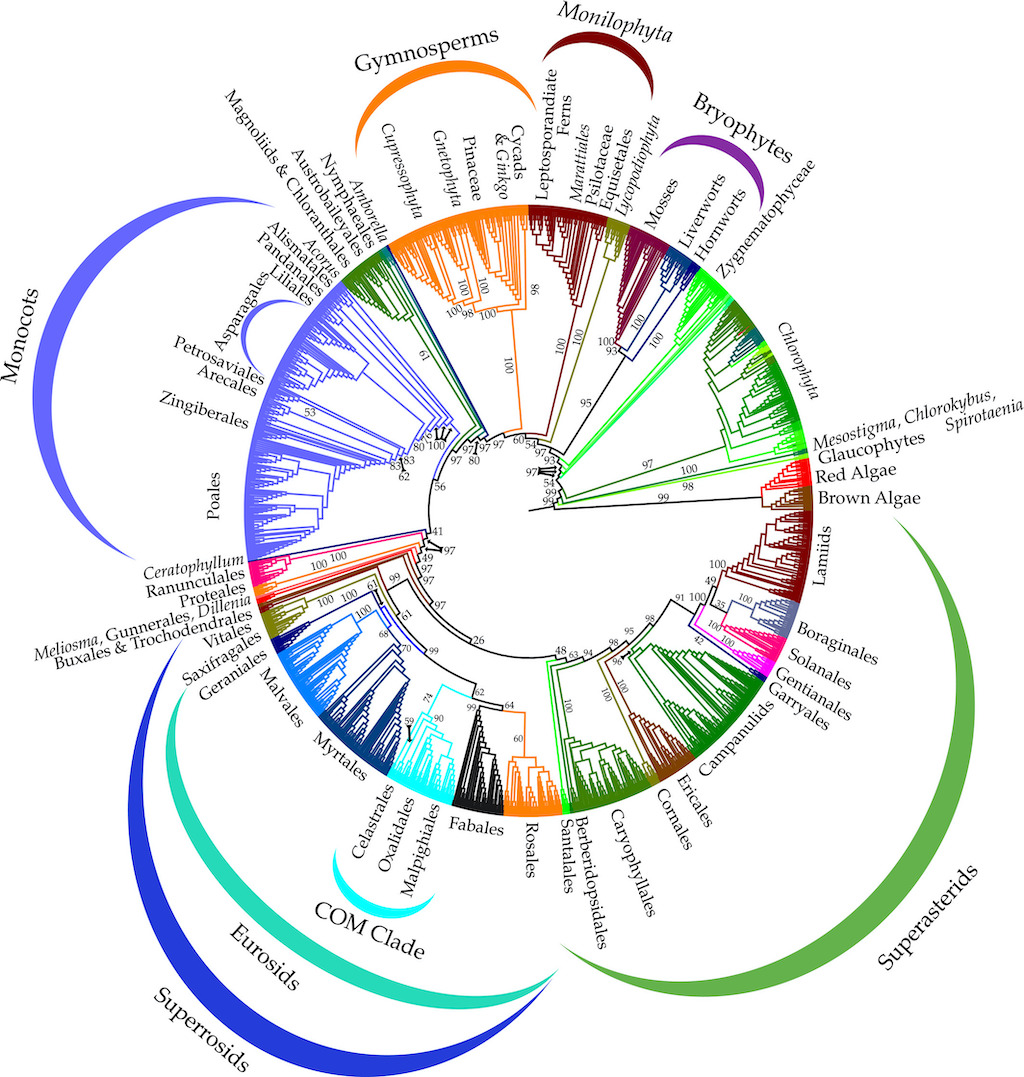 Gymnosperms
Monilophyta
Bryophytes
Monocots
Superasterids
COM Clade
Eurosids
Superrosids
Cupressophyta
Gnetophyta
Pinaceae
Cycads
& Ginkgo
Leptosporandiate
Ferns
Marattiales
Psilotaceae
Equisetales
Lycopodiophyta
Mosses
Liverworts
Hornworts
Zygnematophyceae
Chlorophyta
Mesostigma, Chlorokybus,
Spirotaenia
Glaucophytes
Red Algae
Brown Algae
Lamiids
Boraginales
Solanales
Gentianales
Garryales
Campanulids
Ericales
Cornales
Caryophyllales
Berberidopsidales
Santalales
Rosales
Fabales
Malpighiales
Oxalidales
Celastrales
Myrtales
Malvales
Geraniales
Saxifragales
Vitales
Buxales & Trochodendrales
Meliosma, Gunnerales, Dillenia
Proteales
Ranunculales
Ceratophyllum
Poales
Zingiberales
Arecales
Petrosaviales
Asparagales
Liliales
Pandanales
Alismatales
Acorus
Magnoliids & Chloranthales
Austrobaileyales
Nymphaeales
Amborella
100
98
100
100
98
100
61
100
100
100
93
100
100
95
60
54
97
93
97
54
99
99
97
100
98
99
97
97
80
97
97
56
53
80
76
100
83
83
62
41
97
49
97
97
97
26
100
100
99
61
61
100
100
100
68
70
99
62
74
90
59
99
64
60
48
63
94
100
100
100
96
98
95
98
91
100
49
35
100
100
100
100
42